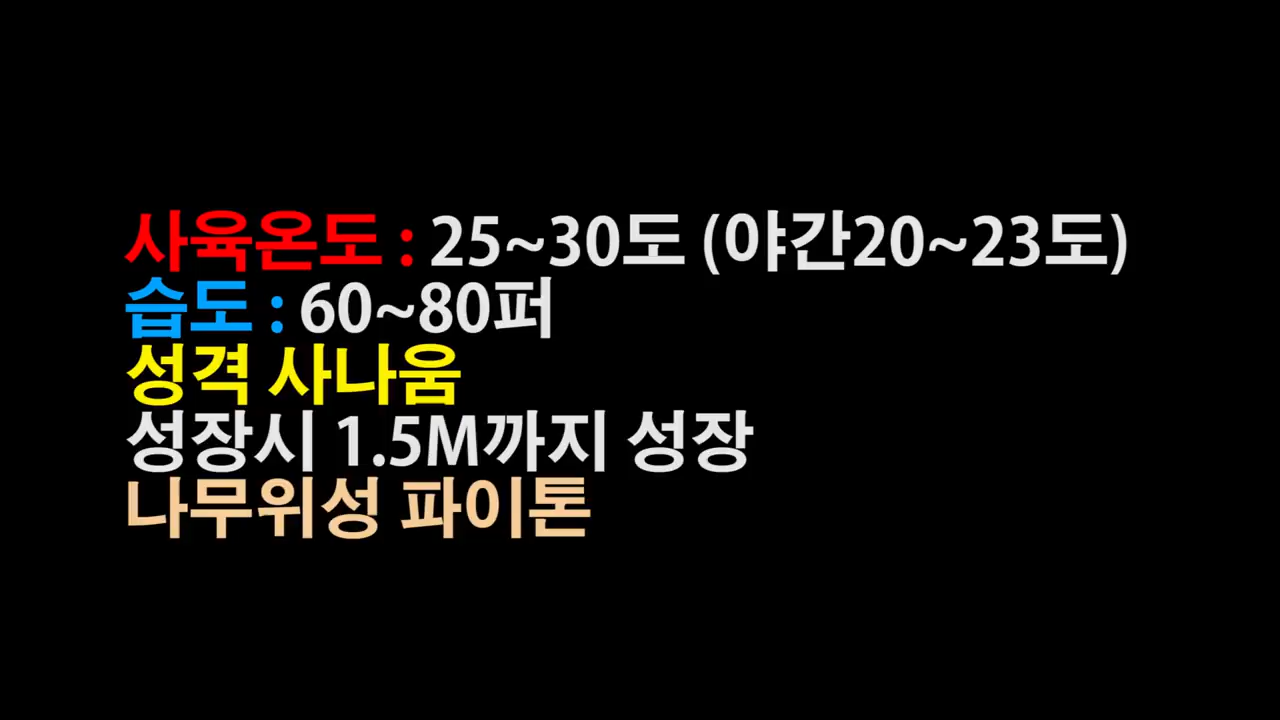 사육온도 : 25~30도 (야간20~23도)
습도 : 60~80퍼
성격 사나움
성장시 1.5M까지 성장
나무위성 파이톤